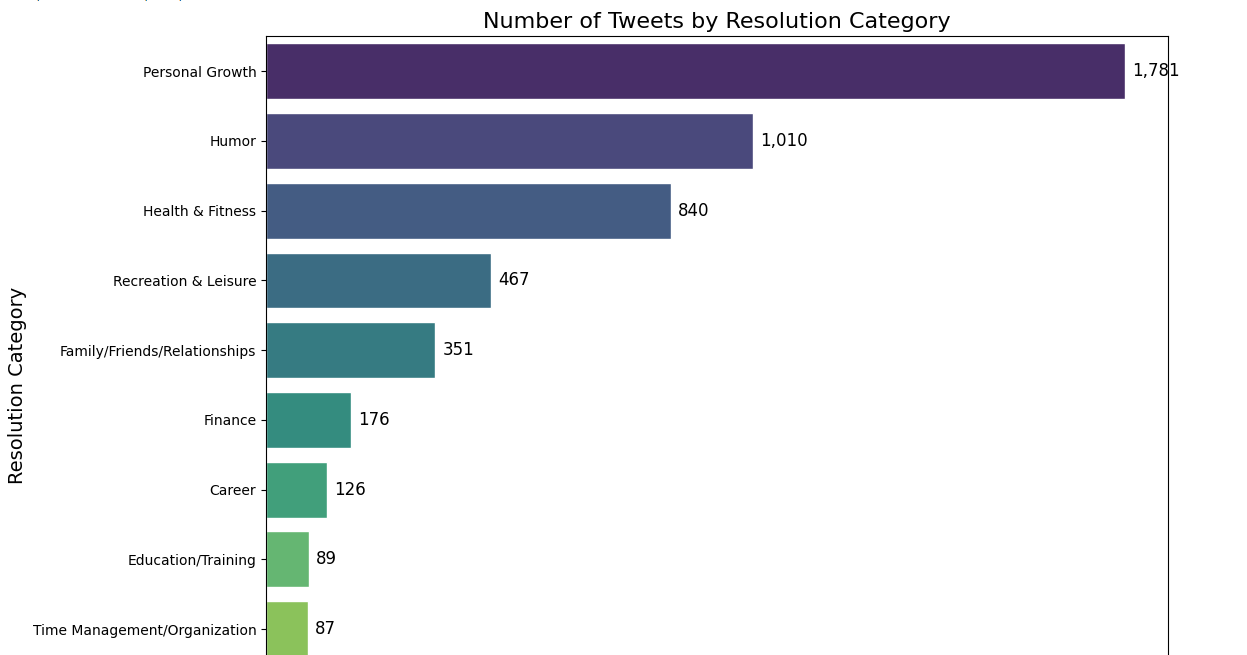 Number of Tweets by Resolution Category
Personal Growth 1,781
Humor 1,010
Health & Fitness 840
Recreation & Leisure 467
Family/Friends/Relationships 351
Finance 176
Career 126
Education/Training 89
Time Management/Organization 87
Resolution Category